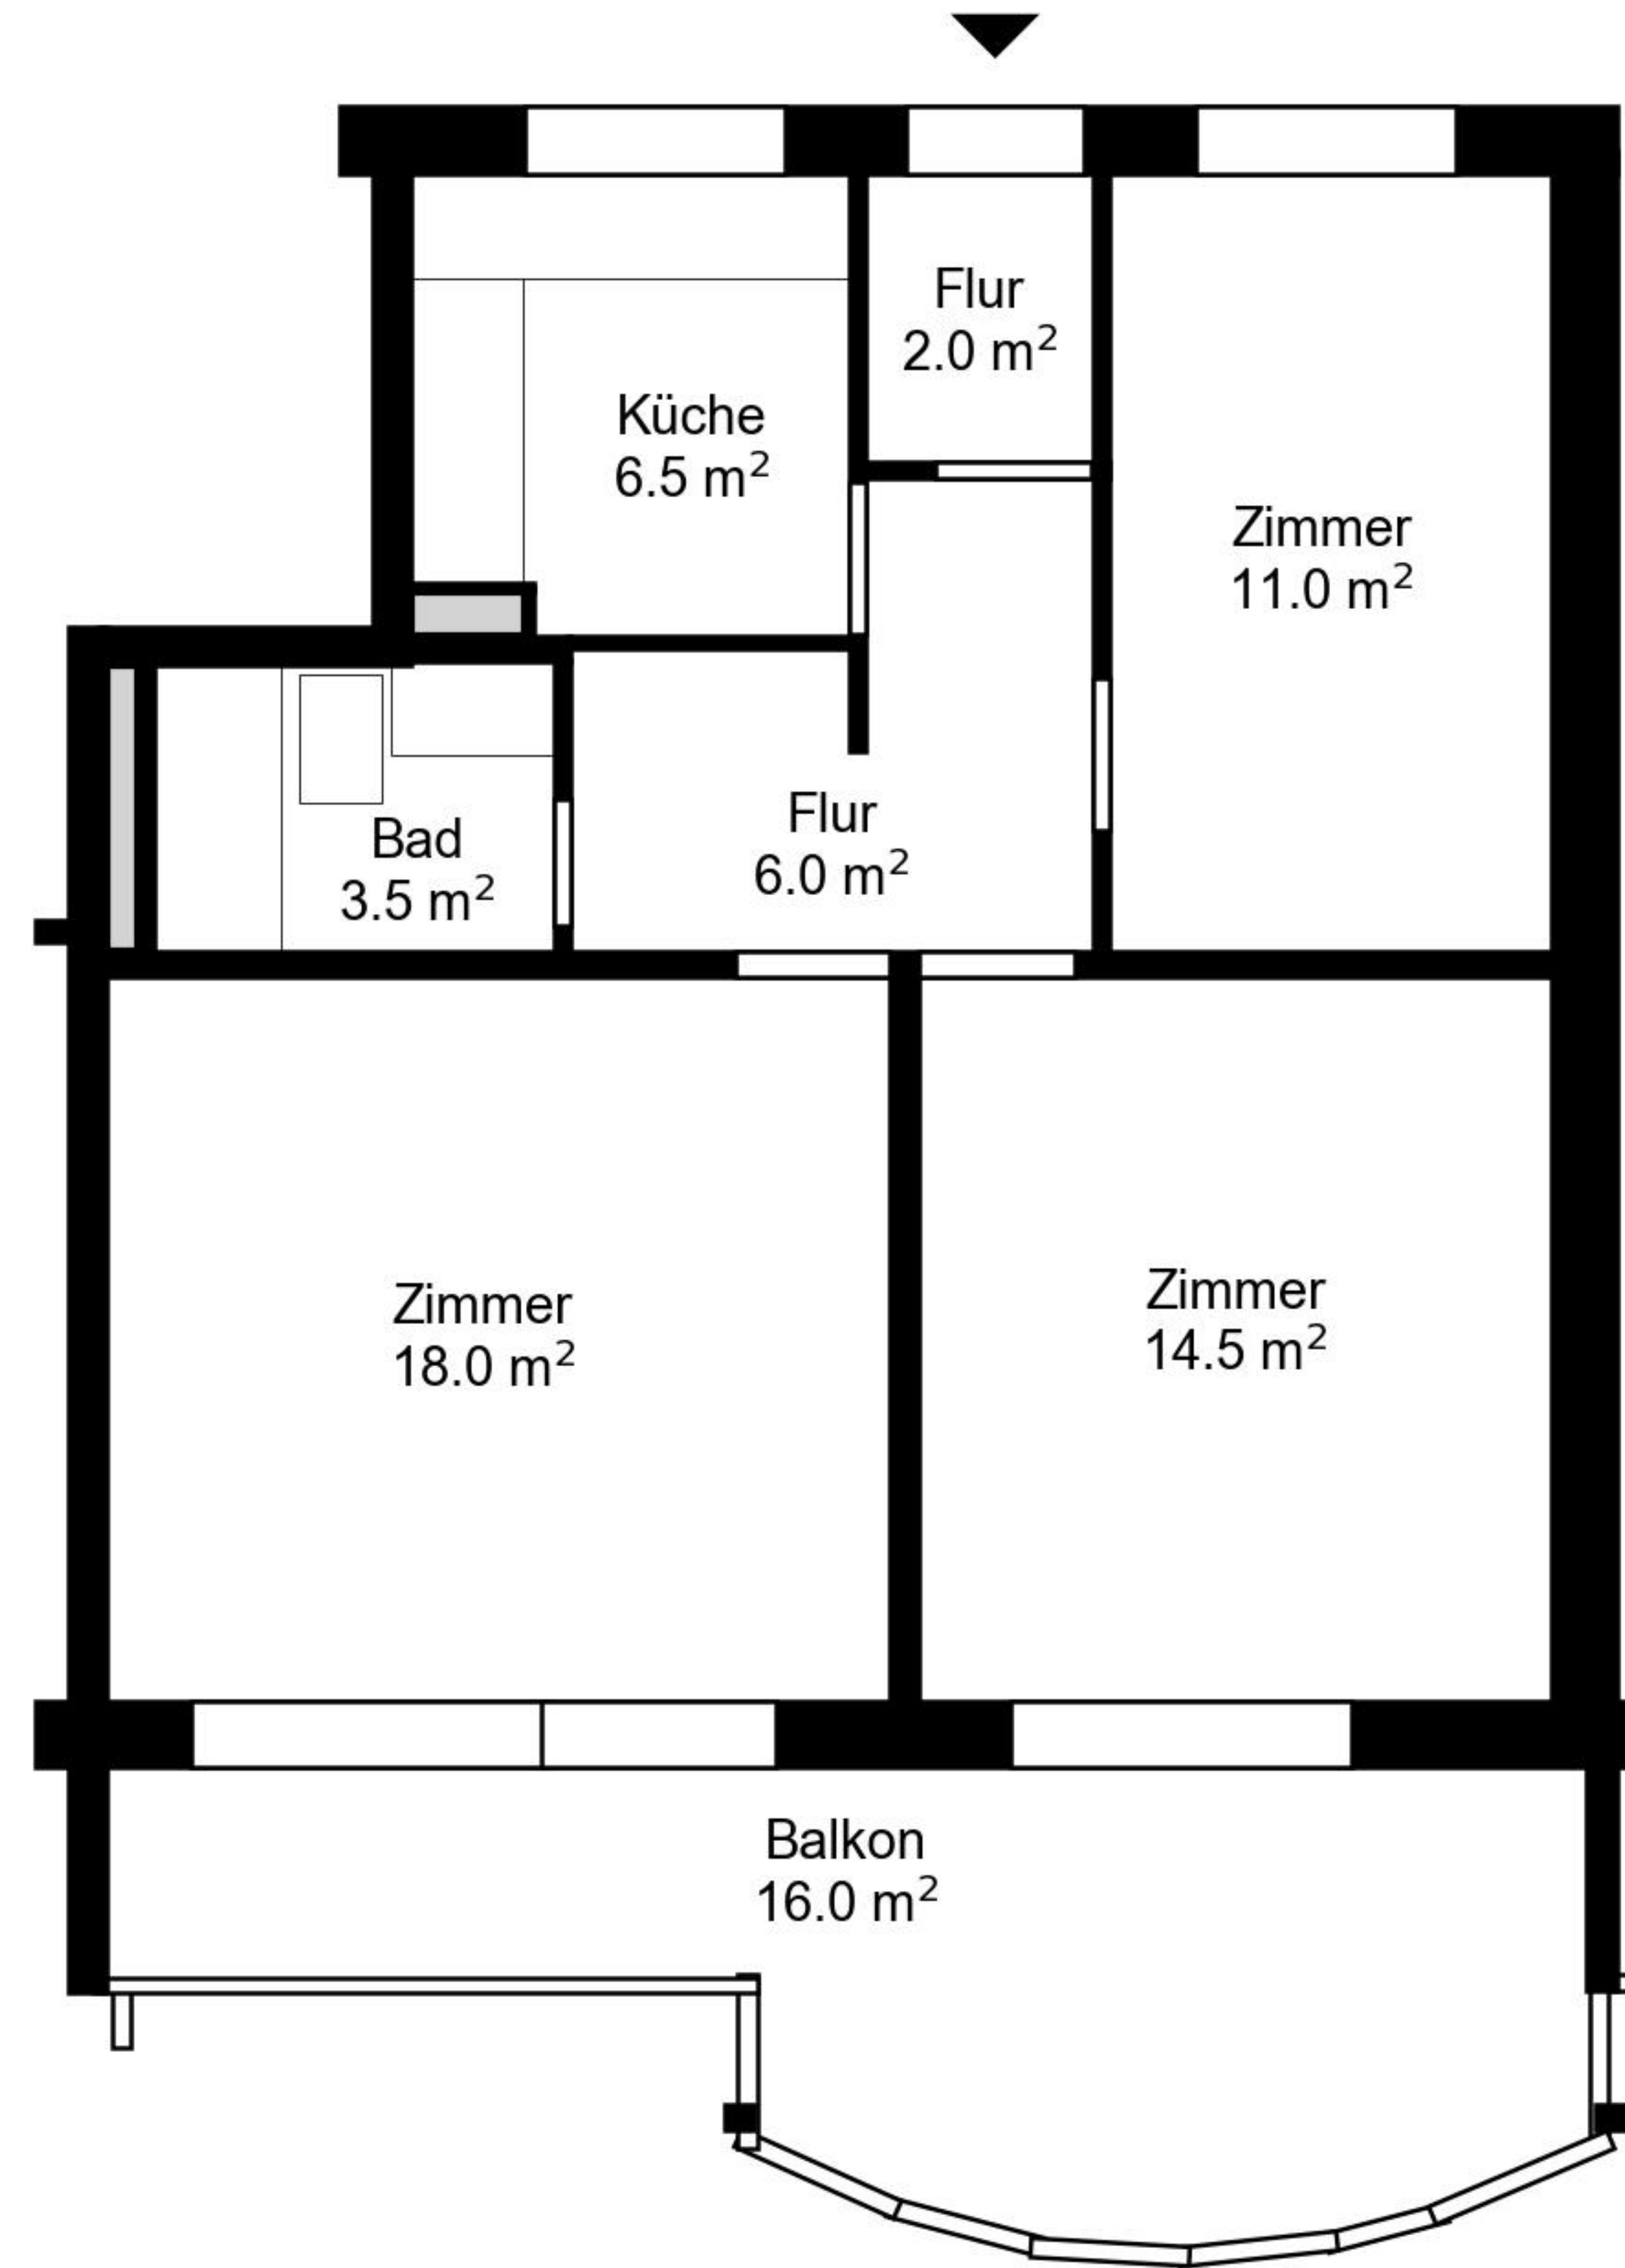 Flur
2.0 m²
Küche
6.5 m²
Zimmer
11.0 m²
Bad
3.5 m²
Flur
6.0 m²
Zimmer
18.0 m²
Zimmer
14.5 m²
Balkon
16.0 m²